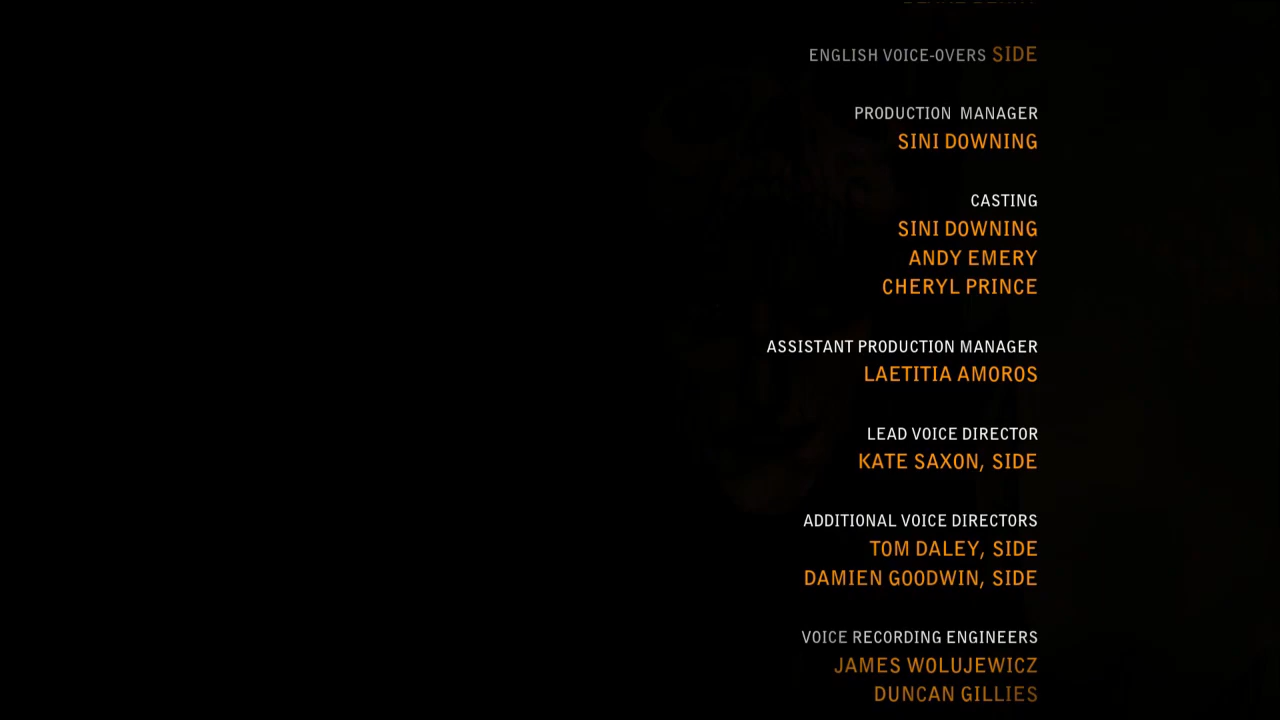 ENGLISH VOICE-OVERS SIDE
PRODUCTION MANAGER
SINI DOWNING
CASTING
SINI DOWNING
ANDY EMERY
CHERYL PRINCE
ASSISTANT PRODUCTION MANAGER
LAETITIA AMOROS
LEAD VOICE DIRECTOR
KATE SAXON, SIDE
ADDITIONAL VOICE DIRECTORS
TOM DALEY, SIDE
DAMIEN GOODWIN, SIDE
VOICE RECORDING ENGINEERS
JAMES WOLUJEWICZ
DUNCAN GILLIES